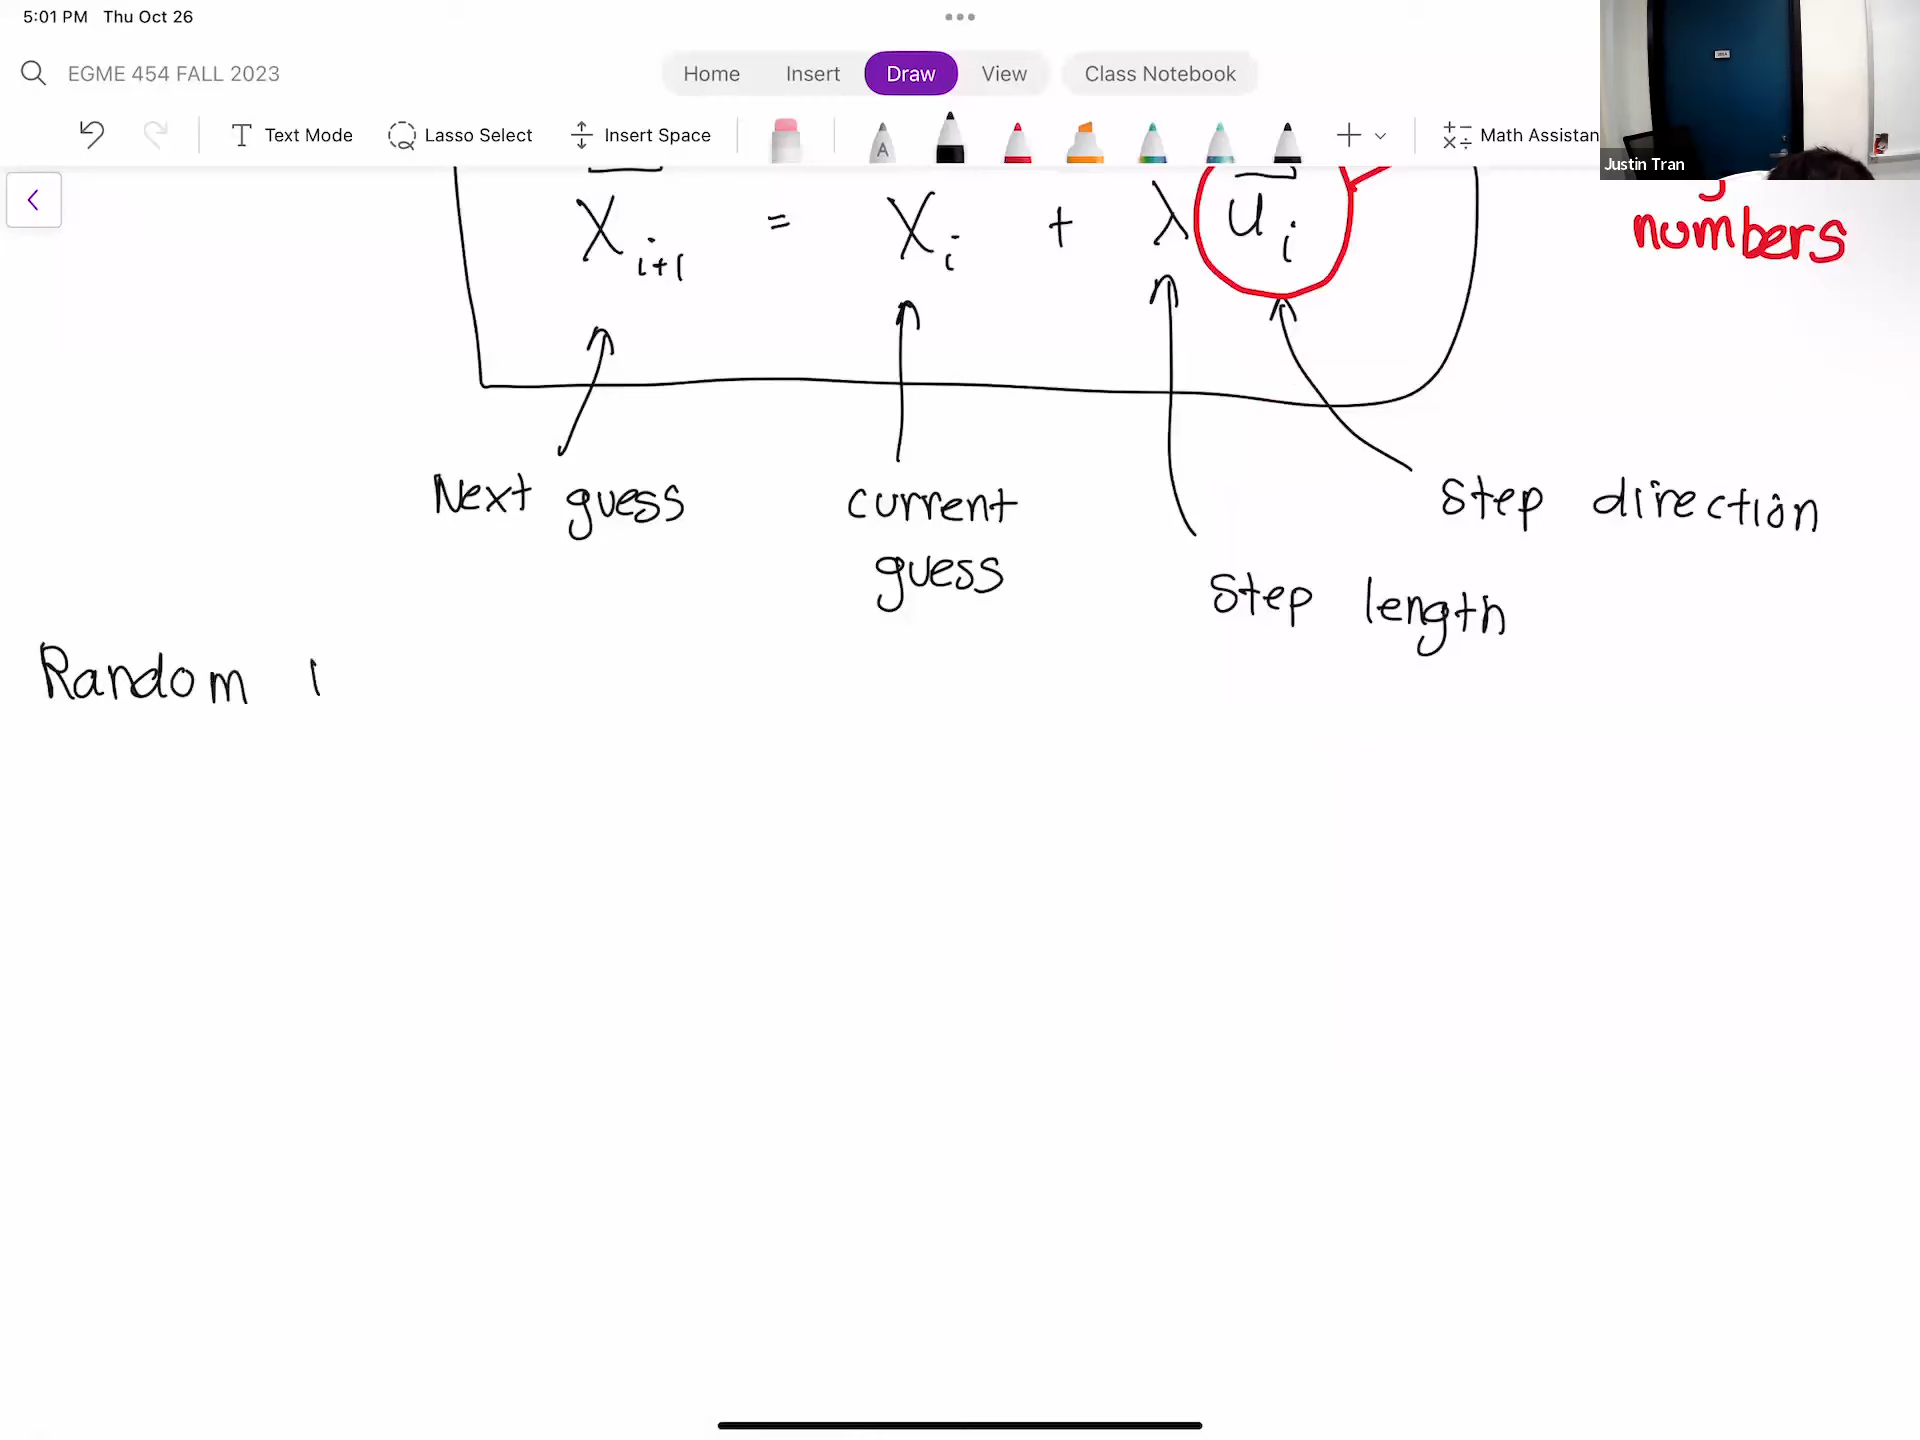 5:01 PM Thu Oct 26
EGME 454 FALL 2023
Home Insert Draw View Class Notebook
Text Mode Lasso Select Insert Space A Math Assistan
Justin Tran
numbers
X i+1 = X i + λ u i
Next guess
current
guess
Step direction
Step length
Random